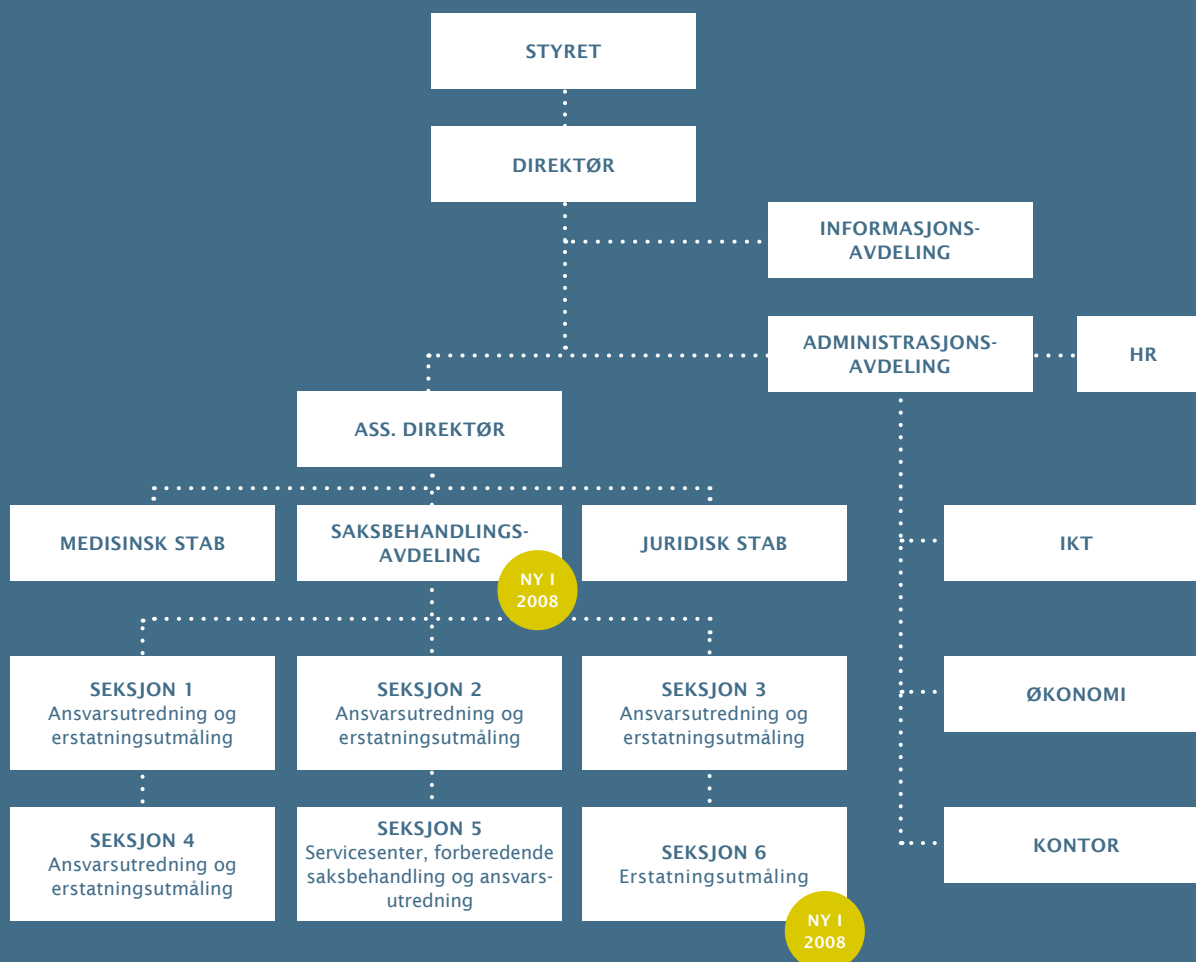 STYRET
DIREKTØR
INFORMASJONS-
AVDELING
ADMINISTRASJONS-
AVDELING
HR
ASS. DIREKTØR
MEDISINSK STAB
SAKSBEHANDLINGS-
AVDELING
NY I
2008
JURIDISK STAB
IKT
SEKSJON 1
Ansvarsutredning og
erstatningsutmåling
SEKSJON 2
Ansvarsutredning og
erstatningsutmåling
SEKSJON 3
Ansvarsutredning og
erstatningsutmåling
ØKONOMI
SEKSJON 4
Ansvarsutredning og
erstatningsutmåling
SEKSJON 5
Servicesenter, forberedende
saksbehandling og ansvars-
utredning
SEKSJON 6
Erstatningsutmåling
NY I
2008
KONTOR